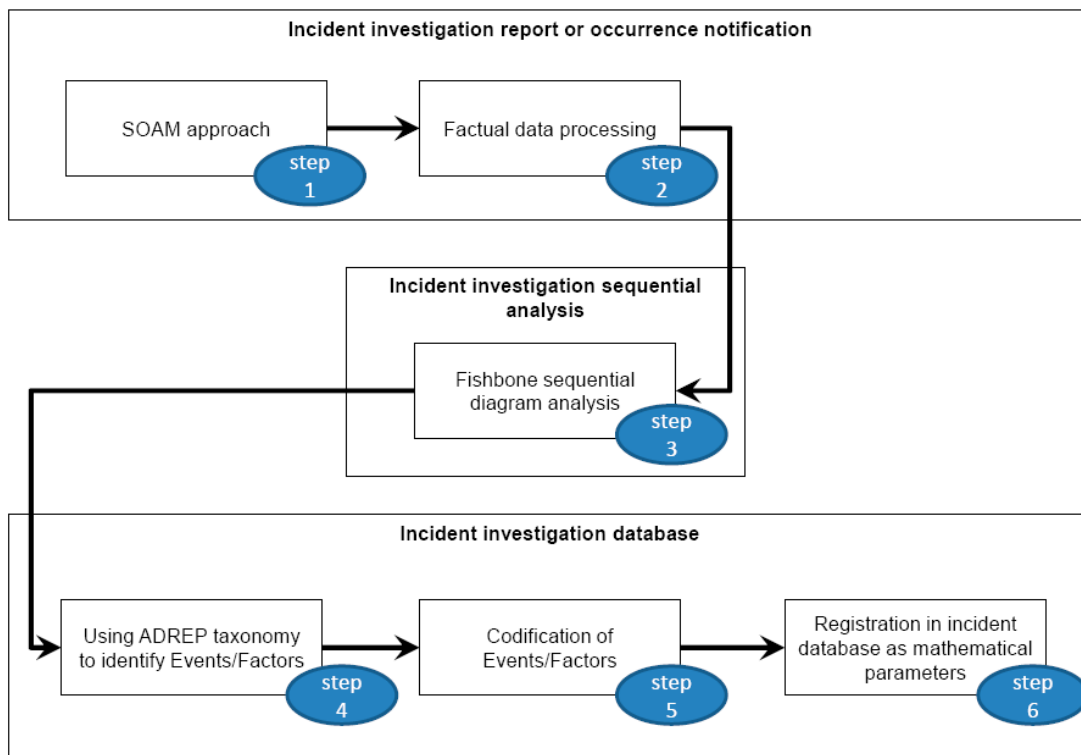 Incident investigation report or occurrence notification
SOAM approach
step
1
Factual data processing
step
2
Incident investigation sequential
analysis
Fishbone sequential
diagram analysis
step
3
Incident investigation database
Using ADREP taxonomy
to identify Events/Factors
step
4
Codification of
Events/Factors
step
5
Registration in incident
database as mathematical
parameters
step
6